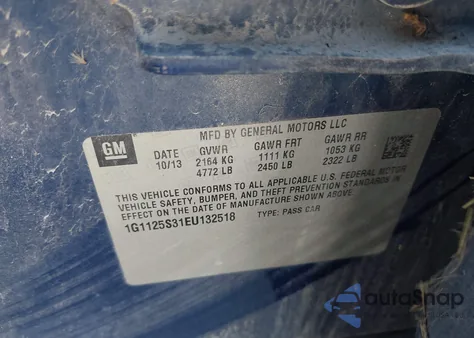 MFD BY GENERAL MOTORS LLC
GM DATE GVWR GAWR FRT GAWR RR
10/13 2164 KG 1111 KG 1053 KG
4772 LB 2450 LB 2322 LB
THIS VEHICLE CONFORMS TO ALL APPLICABLE U.S. FEDERAL MOTOR
VEHICLE SAFETY, BUMPER, AND THEFT PREVENTION STANDARDS IN
EFFECT ON THE DATE OF MANUFACTURE SHOWN ABOVE.
1G1125S31EU132518 TYPE: PASS CAR
autoSnap